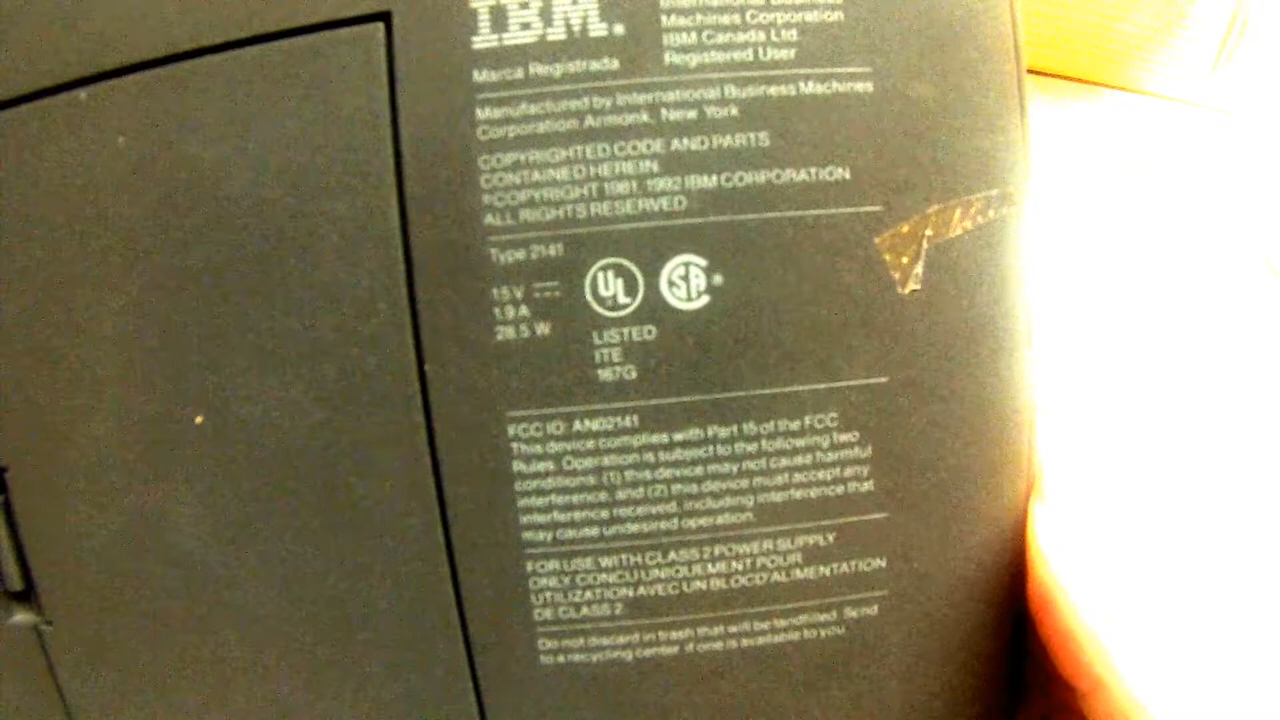 IBM.
International Business
Machines Corporation
IBM Canada Ltd.
Registered User
Marca Registrada
Manufactured by International Business Machines
Corporation Armonk, New York
COPYRIGHTED CODE AND PARTS
CONTAINED HEREIN.
©COPYRIGHT 1981, 1992 IBM CORPORATION
ALL RIGHTS RESERVED
Type 2141
15 V
1.9 A
28.5 W
UL
SA ®
LISTED
ITE
167G
FCC ID: ANO2141
This device complies with Part 15 of the FCC
Rules. Operation is subject to the following two
conditions: (1) this device may not cause harmful
interference, and (2) this device must accept any
interference received, including interference that
may cause undesired operation.
FOR USE WITH CLASS 2 POWER SUPPLY
ONLY CONCU UNIQUEMENT POUR
UTILIZATION AVEC UN BLOC D'ALIMENTATION
DE CLASS 2
Do not discard in trash that will be landfilled. Send
to a recycling center if one is available to you.